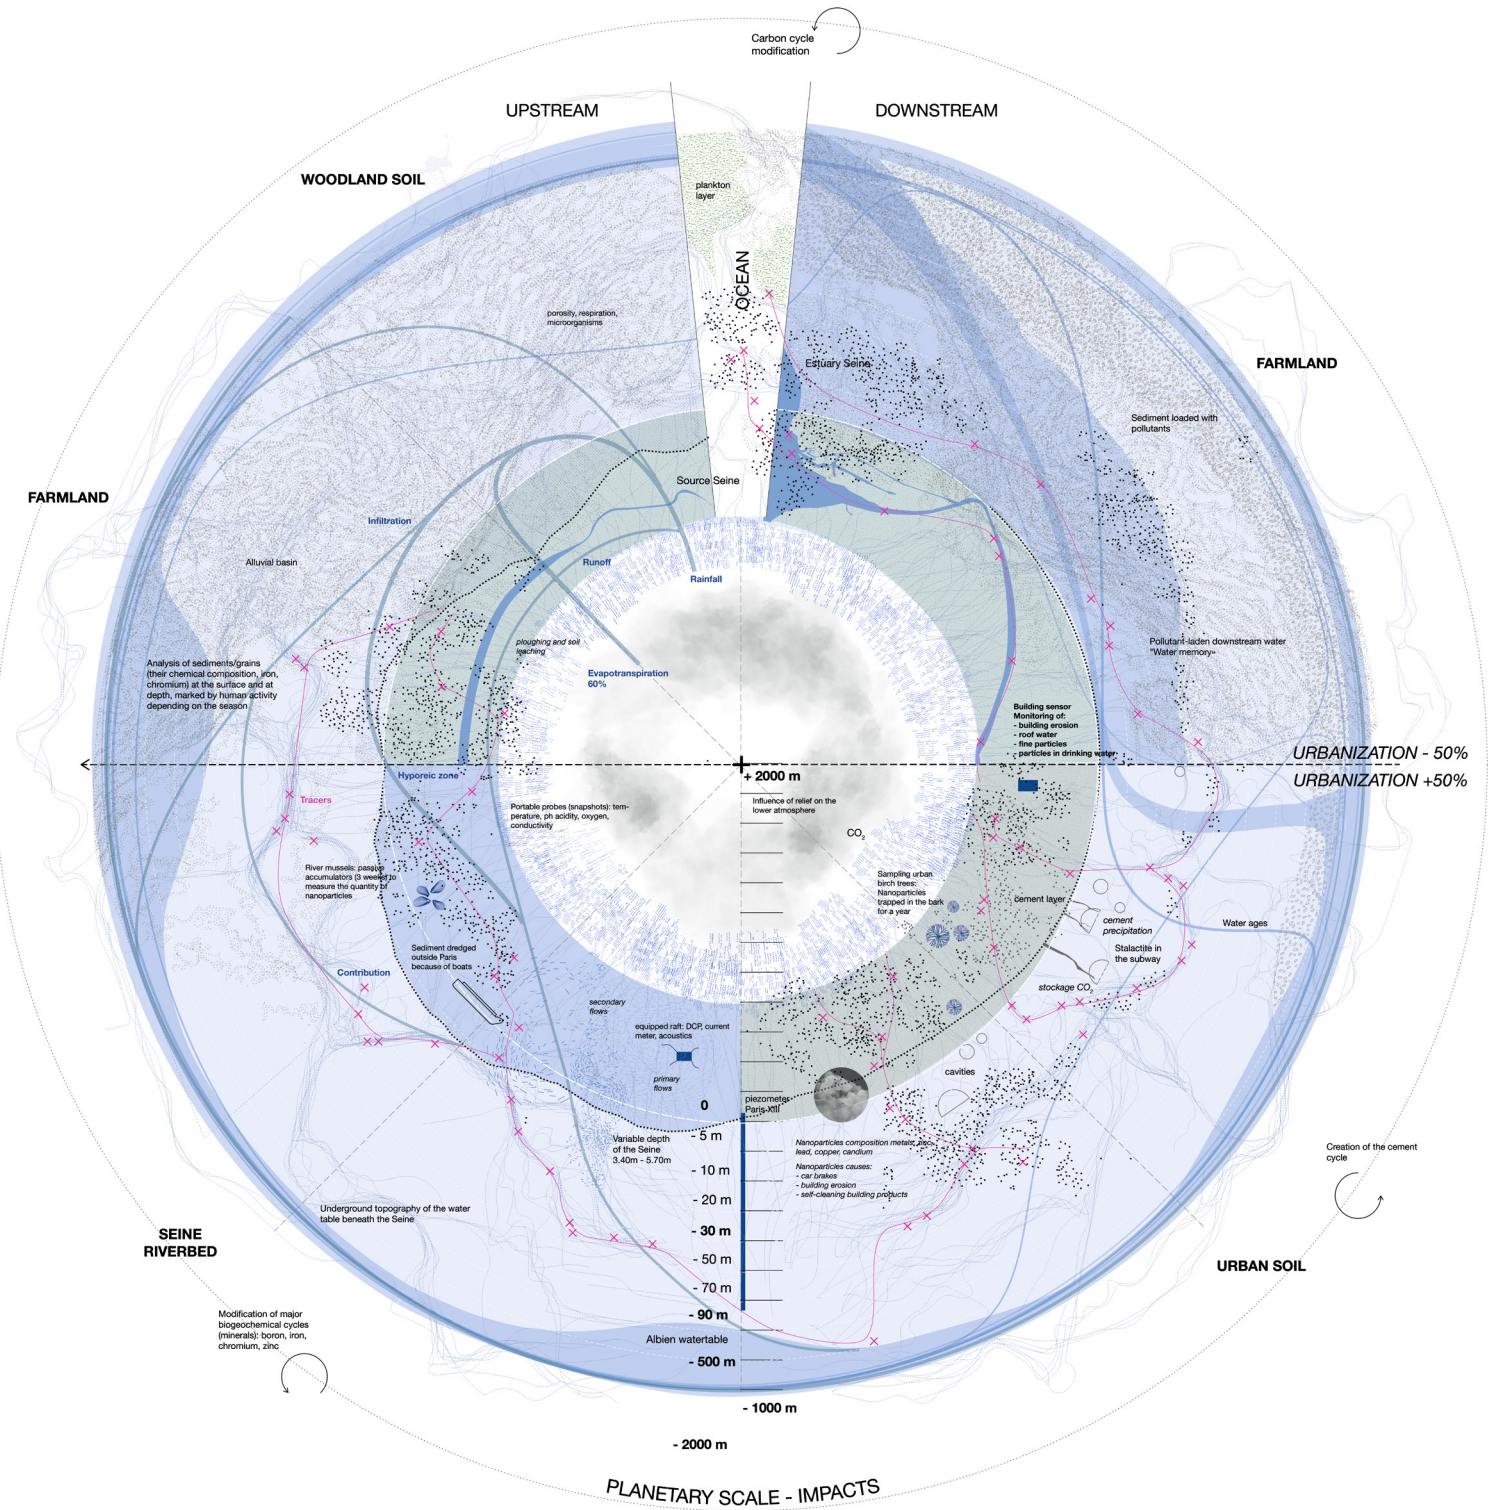 Carbon cycle
modification
UPSTREAM
DOWNSTREAM
WOODLAND SOIL
plankton
layer
OCEAN
porosity, respiration,
microorganisms
Estuary Seine
FARMLAND
Sediment loaded with
pollutants
Source Seine
FARMLAND
Infiltration
Alluvial basin
Runoff
Rainfall
ploughing and soil
leaching
Pollutant-laden downstream water
"Water memory»
Analysis of sediments/grains
(their chemical composition, iron,
chromium) at the surface and at
depth, marked by human activity
depending on the season
Evapotranspiration
60%
Building sensor
Monitoring of:
- building erosion
- roof water
- fine particles
- particles in drinking water
URBANIZATION - 50%
URBANIZATION +50%
Hyporeic zone
+ 2000 m
Tracers
Portable probes (snapshots): tem-
perature, ph acidity, oxygen,
conductivity
Influence of relief on the
lower atmosphere
CO2
River mussels: passive
accumulators (3 weeks) to
measure the quantity of
nanoparticles
Sampling urban
birch trees:
Nanoparticles
trapped in the bark
for a year
cement layer
cement
precipitation
Water ages
Stalactite in
the subway
Sediment dredged
outside Paris
because of boats
Contribution
stockage CO2
secondary
flows
equipped raft: DCP, current
meter, acoustics
primary
flows
cavities
0
piezometer
Paris XIII
- 5 m
Variable depth
of the Seine
3.40m - 5.70m
Nanoparticles composition metals, zinc,
lead, copper, candium
Nanoparticles causes:
- car brakes
- building erosion
- self-cleaning building products
Creation of the cement
cycle
- 10 m
- 20 m
Underground topography of the water
table beneath the Seine
- 30 m
SEINE
RIVERBED
- 50 m
URBAN SOIL
- 70 m
- 90 m
Modification of major
biogeochemical cycles
(minerals): boron, iron,
chromium, zinc
Albien watertable
- 500 m
- 1000 m
- 2000 m
PLANETARY SCALE - IMPACTS